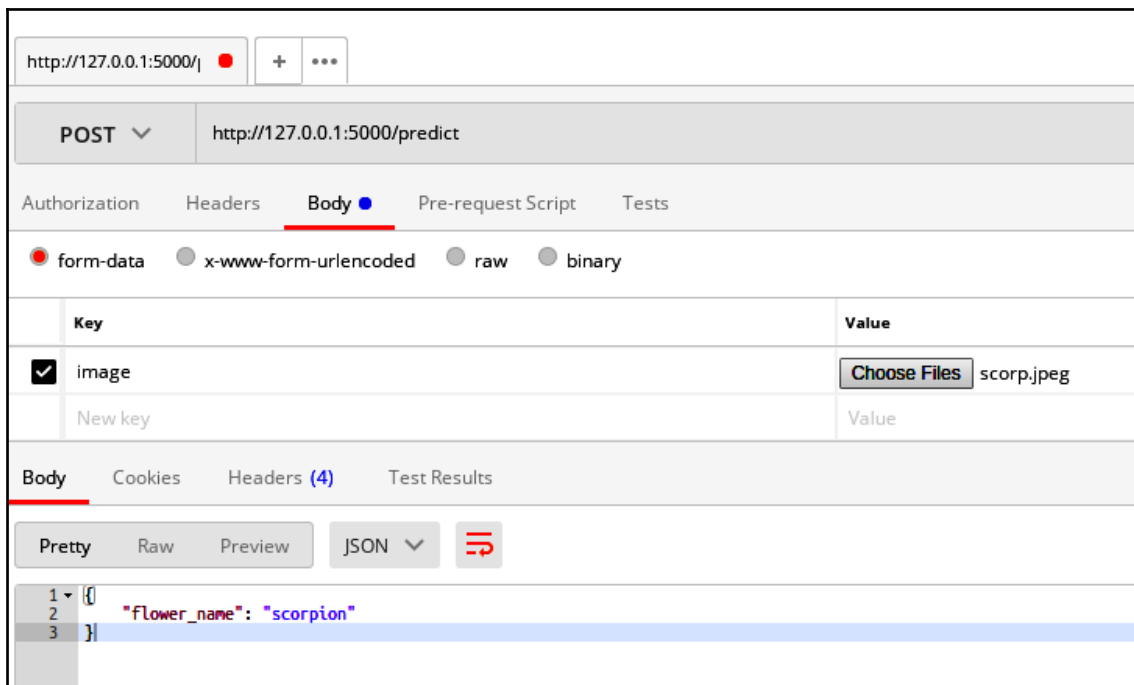 http://127.0.0.1:5000/p + •••
POST http://127.0.0.1:5000/predict
Authorization Headers Body Pre-request Script Tests
form-data x-www-form-urlencoded raw binary
Key Value
image Choose Files scorp.jpeg
New key Value
Body Cookies Headers (4) Test Results
Pretty Raw Preview JSON
1 {
2 "flower_name": "scorpion"
3 }